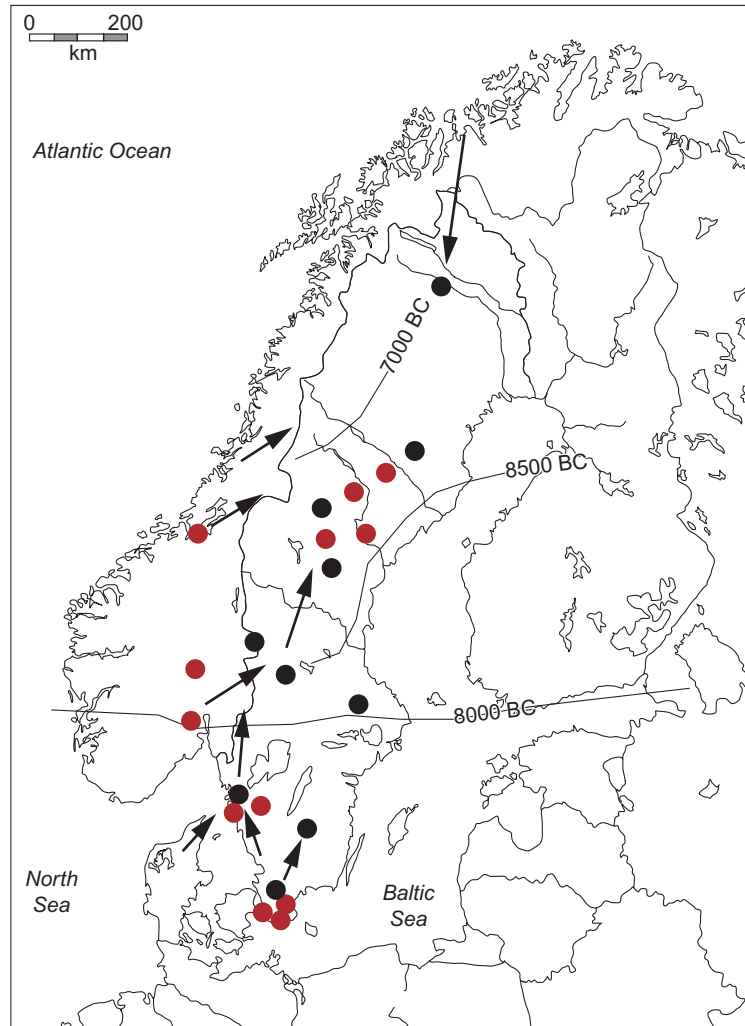 0 200
km
Atlantic Ocean
7000 BC
8500 BC
8000 BC
North
Sea
Baltic
Sea